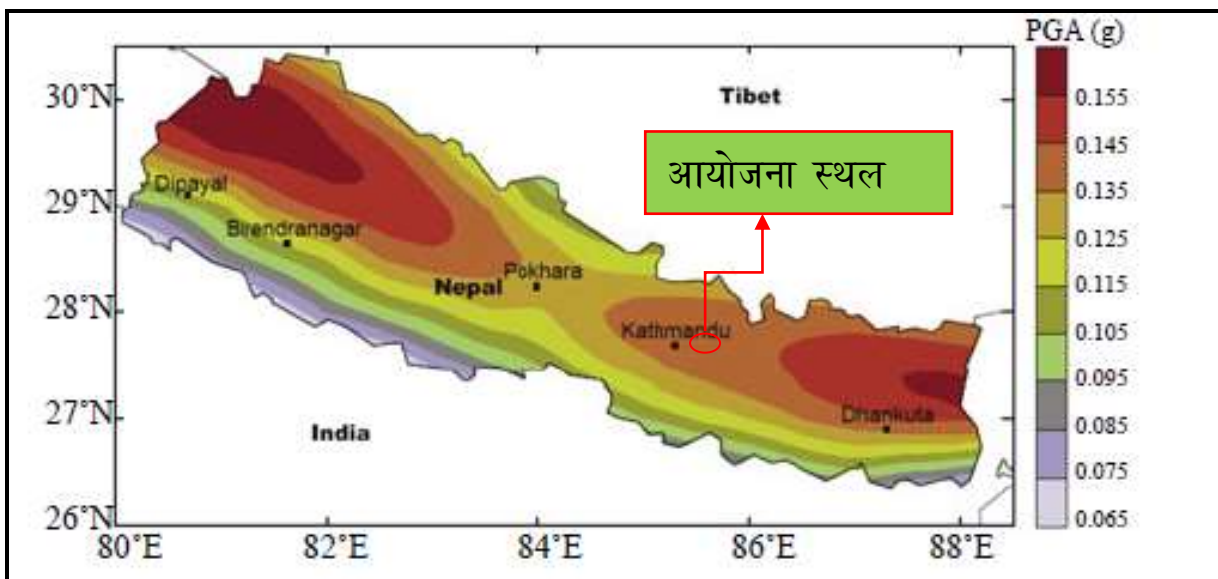 PGA (g)
30°N
Tibet
0.155
0.145
आयोजना स्थल
0.135
Dipayal
29°N
0.125
Birendranagar
Pokhara
0.115
Nepal
28°N
0.105
Kathmandu
0.095
27°N
Dhankuta
India
0.085
0.075
26°N
0.065
80°E
82°E
84°E
86°E
88°E